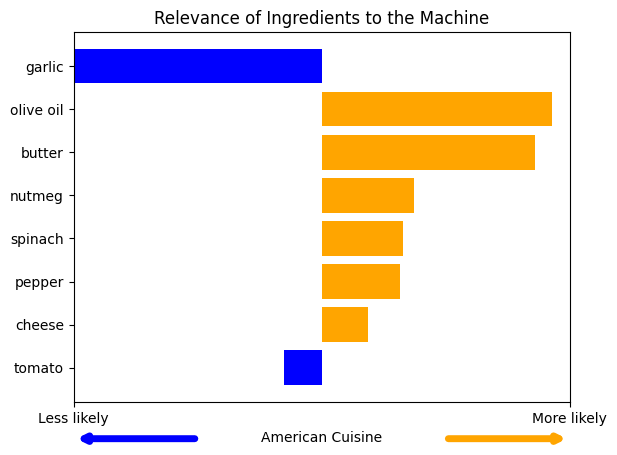 Relevance of Ingredients to the Machine
garlic
olive oil
butter
nutmeg
spinach
pepper
cheese
tomato
Less likely
More likely
American Cuisine